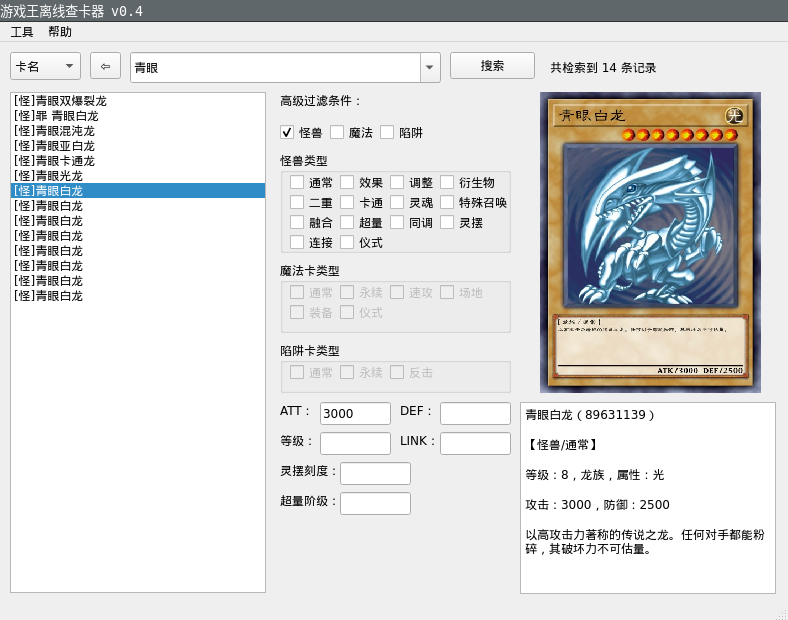 游戏王离线查卡器 v0.4
工具 帮助
卡名 青眼 搜索 共检索到 14 条记录
[怪]青眼双爆裂龙
[怪]罪 青眼白龙
[怪]青眼混沌龙
[怪]青眼亚白龙
[怪]青眼卡通龙
[怪]青眼光龙
[怪]青眼白龙
[怪]青眼白龙
[怪]青眼白龙
[怪]青眼白龙
[怪]青眼白龙
[怪]青眼白龙
[怪]青眼白龙
[怪]青眼白龙
高级过滤条件：
怪兽 魔法 陷阱
怪兽类型
通常 效果 调整 衍生物
二重 卡通 灵魂 特殊召唤
融合 超量 同调 灵摆
连接 仪式
魔法卡类型
通常 永续 速攻 场地
装备 仪式
陷阱卡类型
通常 永续 反击
ATT： 3000 DEF：
等级： LINK：
灵摆刻度：
超量阶级：
青眼白龙 光
ATK/3000 DEF/2500
青眼白龙（89631139）
【怪兽/通常】
等级：8，龙族，属性：光
攻击：3000，防御：2500
以高攻击力著称的传说之龙。任何对手都能粉
碎，其破坏力不可估量。